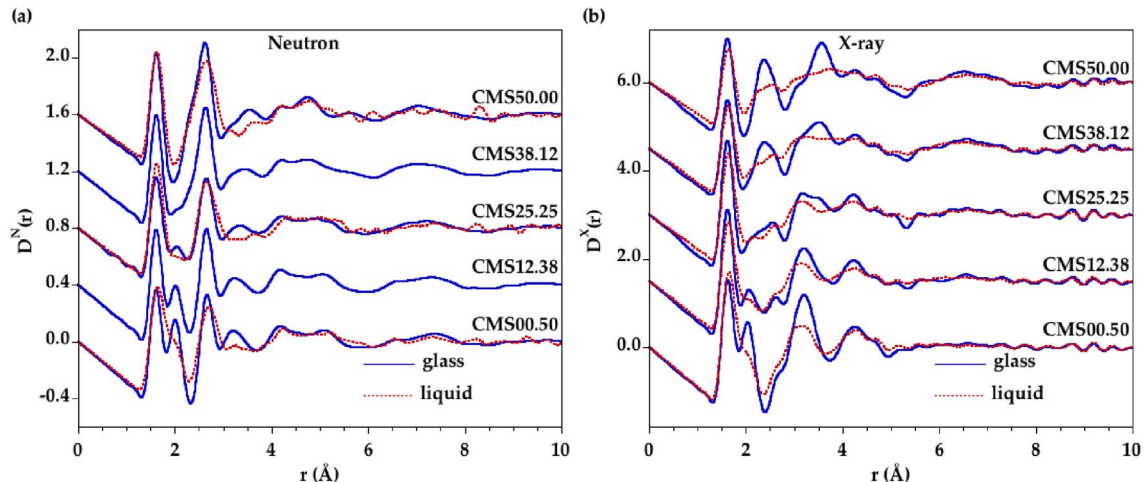 (a)
Neutron
2.0
1.6
1.2
0.8
0.4
0.0
-0.4
D^N(r)
CMS50.00
CMS38.12
CMS25.25
CMS12.38
CMS00.50
glass
liquid
0 2 4 6 8 10
r (Å)
(b)
X-ray
6.0
4.0
2.0
0.0
D^X(r)
CMS50.00
CMS38.12
CMS25.25
CMS12.38
CMS00.50
glass
liquid
0 2 4 6 8 10
r (Å)